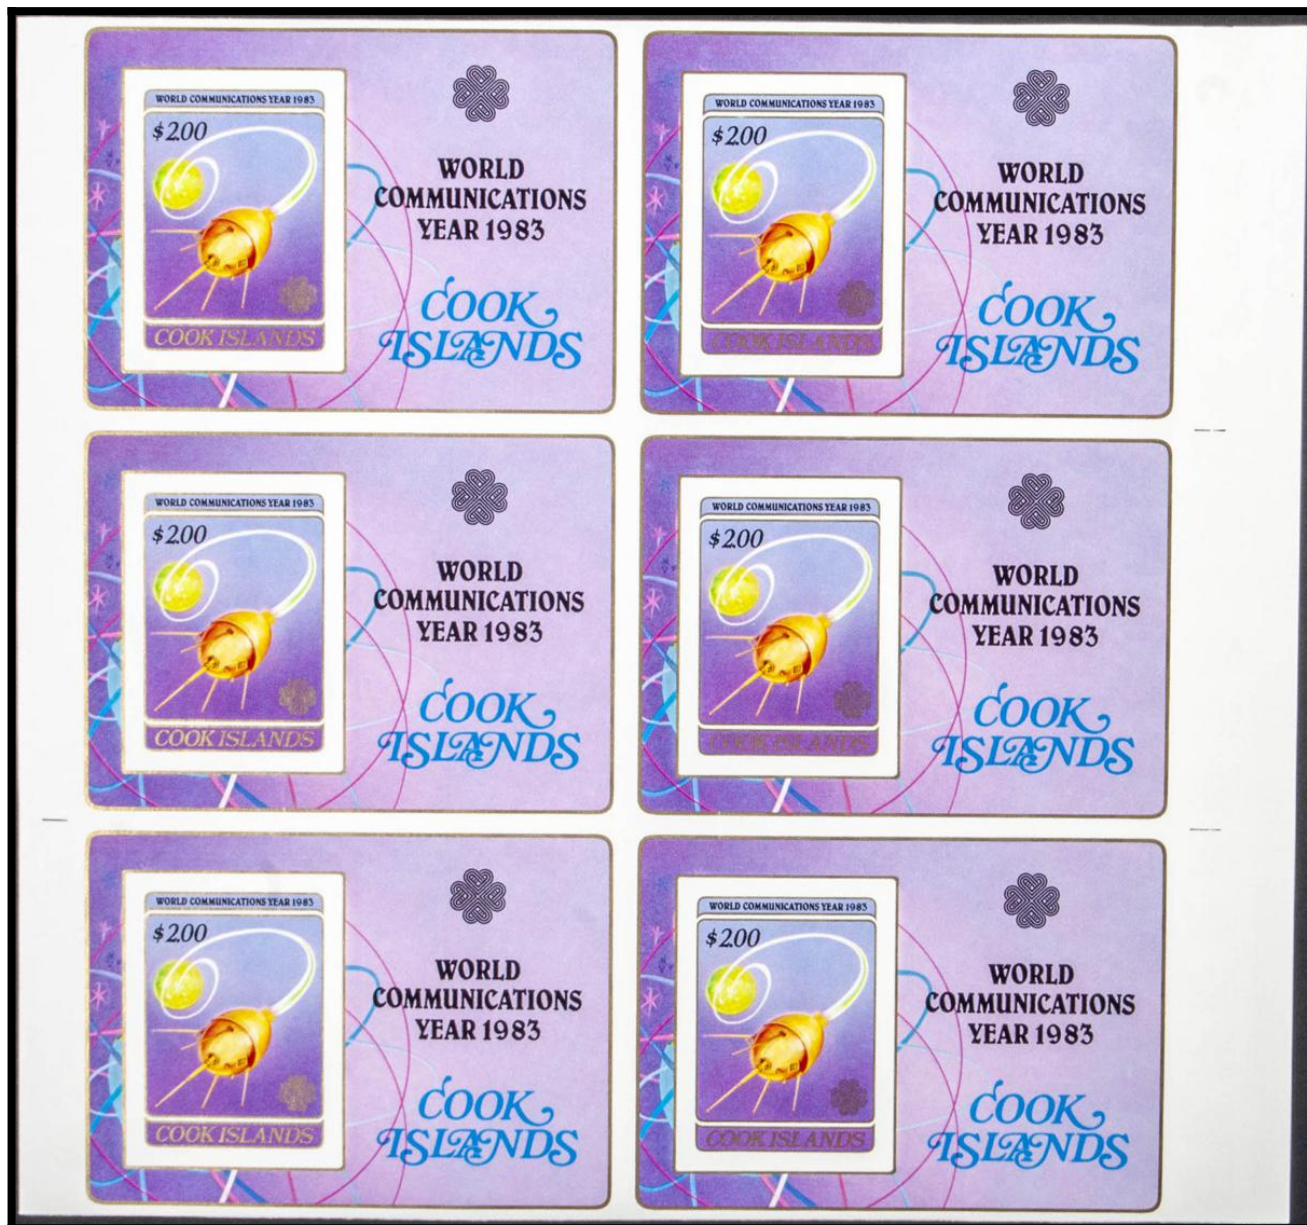 WORLD COMMUNICATIONS YEAR 1983
$2.00
COOK ISLANDS
WORLD
COMMUNICATIONS
YEAR 1983
COOK
ISLANDS
WORLD COMMUNICATIONS YEAR 1983
$2.00
COOK ISLANDS
WORLD
COMMUNICATIONS
YEAR 1983
COOK
ISLANDS
WORLD COMMUNICATIONS YEAR 1983
$2.00
COOK ISLANDS
WORLD
COMMUNICATIONS
YEAR 1983
COOK
ISLANDS
WORLD COMMUNICATIONS YEAR 1983
$2.00
COOK ISLANDS
WORLD
COMMUNICATIONS
YEAR 1983
COOK
ISLANDS
WORLD COMMUNICATIONS YEAR 1983
$2.00
COOK ISLANDS
WORLD
COMMUNICATIONS
YEAR 1983
COOK
ISLANDS
WORLD COMMUNICATIONS YEAR 1983
$2.00
COOK ISLANDS
WORLD
COMMUNICATIONS
YEAR 1983
COOK
ISLANDS